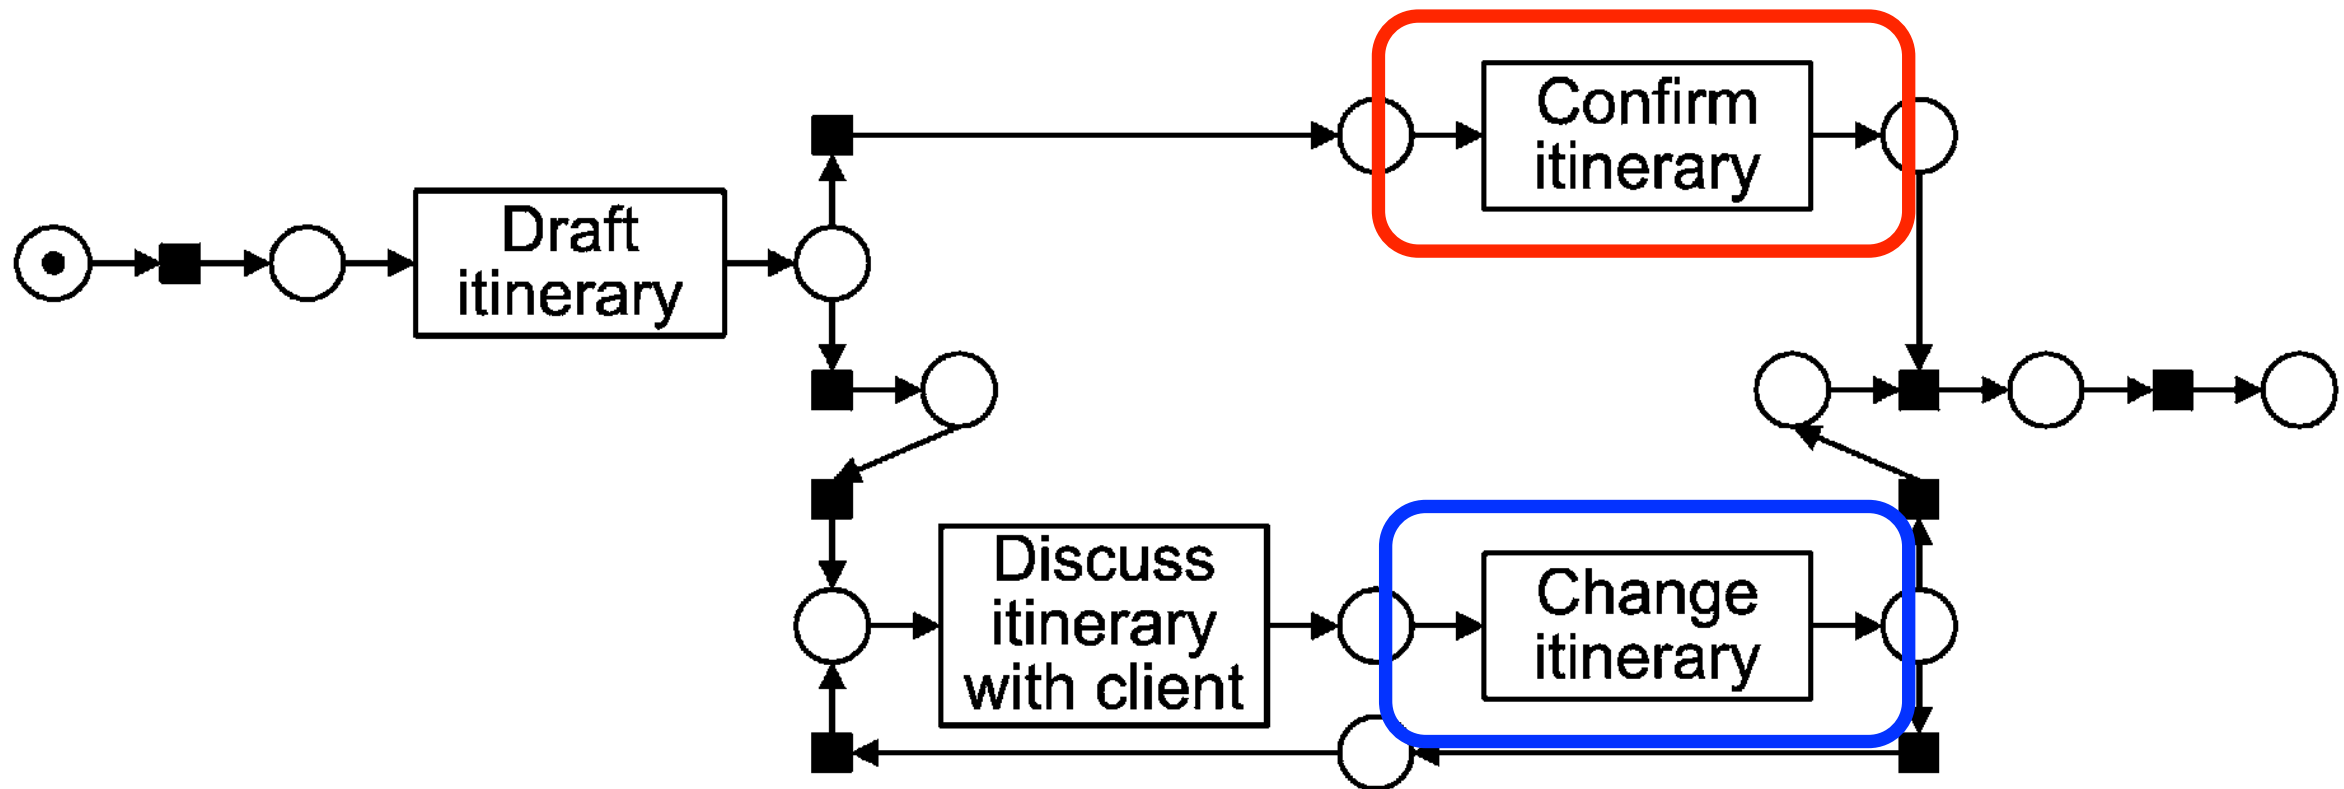 Confirm
itinerary
Draft
itinerary
Discuss
itinerary
with client
Change
itinerary